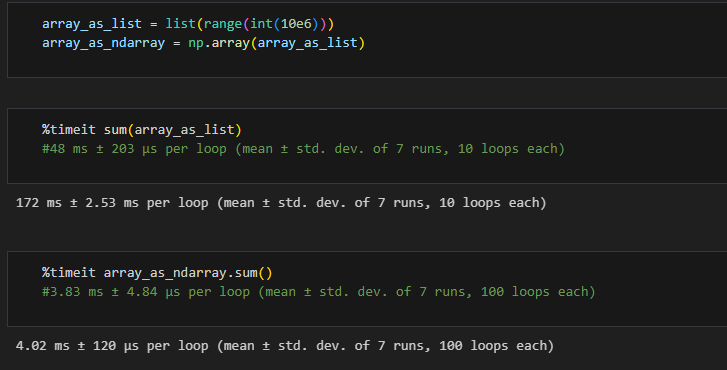 array_as_list = list(range(int(10e6)))
array_as_ndarray = np.array(array_as_list)
%timeit sum(array_as_list)
#48 ms ± 203 µs per loop (mean ± std. dev. of 7 runs, 10 loops each)
172 ms ± 2.53 ms per loop (mean ± std. dev. of 7 runs, 10 loops each)
%timeit array_as_ndarray.sum()
#3.83 ms ± 4.84 µs per loop (mean ± std. dev. of 7 runs, 100 loops each)
4.02 ms ± 120 µs per loop (mean ± std. dev. of 7 runs, 100 loops each)